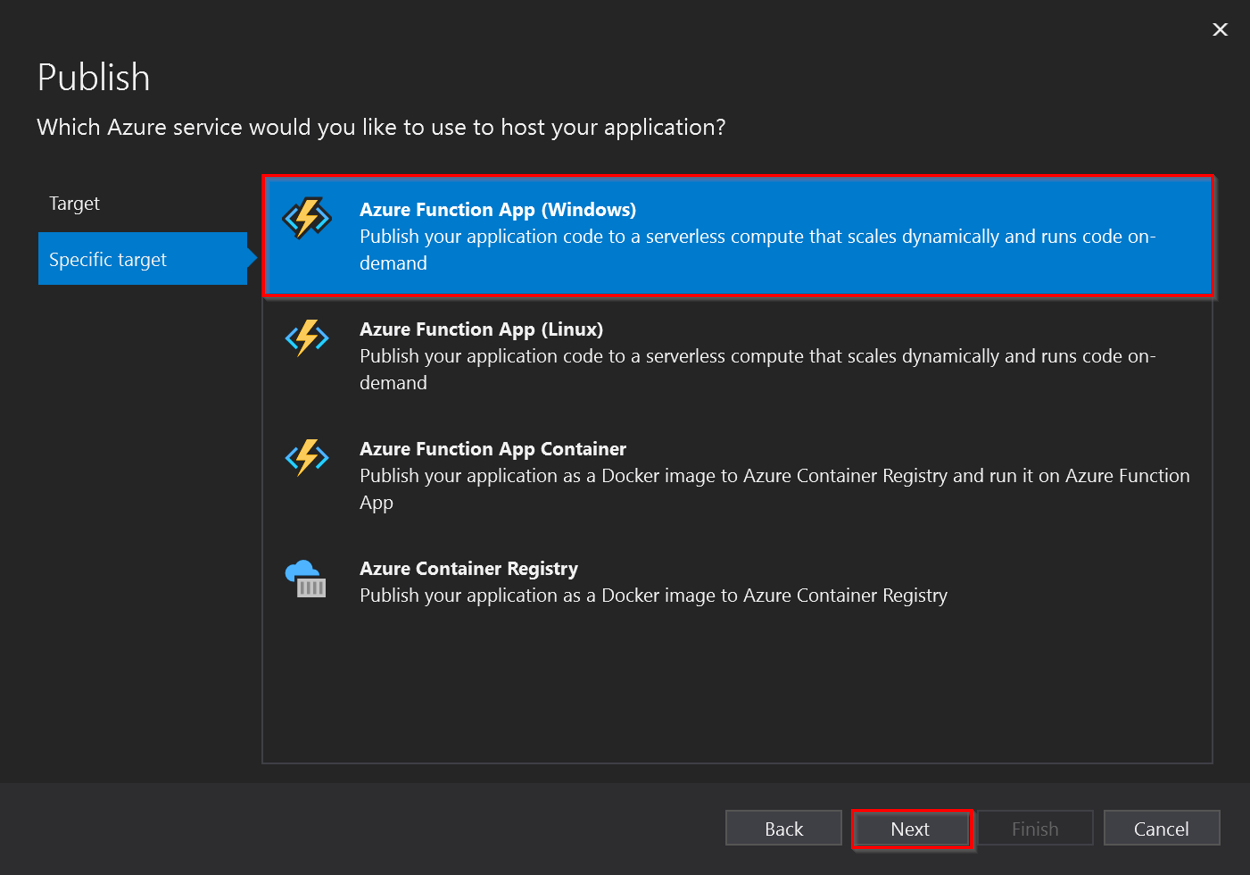 Publish
Which Azure service would you like to use to host your application?
Target
Specific target
Azure Function App (Windows)
Publish your application code to a serverless compute that scales dynamically and runs code on-
demand
Azure Function App (Linux)
Publish your application code to a serverless compute that scales dynamically and runs code on-
demand
Azure Function App Container
Publish your application as a Docker image to Azure Container Registry and run it on Azure Function
App
Azure Container Registry
Publish your application as a Docker image to Azure Container Registry
Back
Next
Finish
Cancel